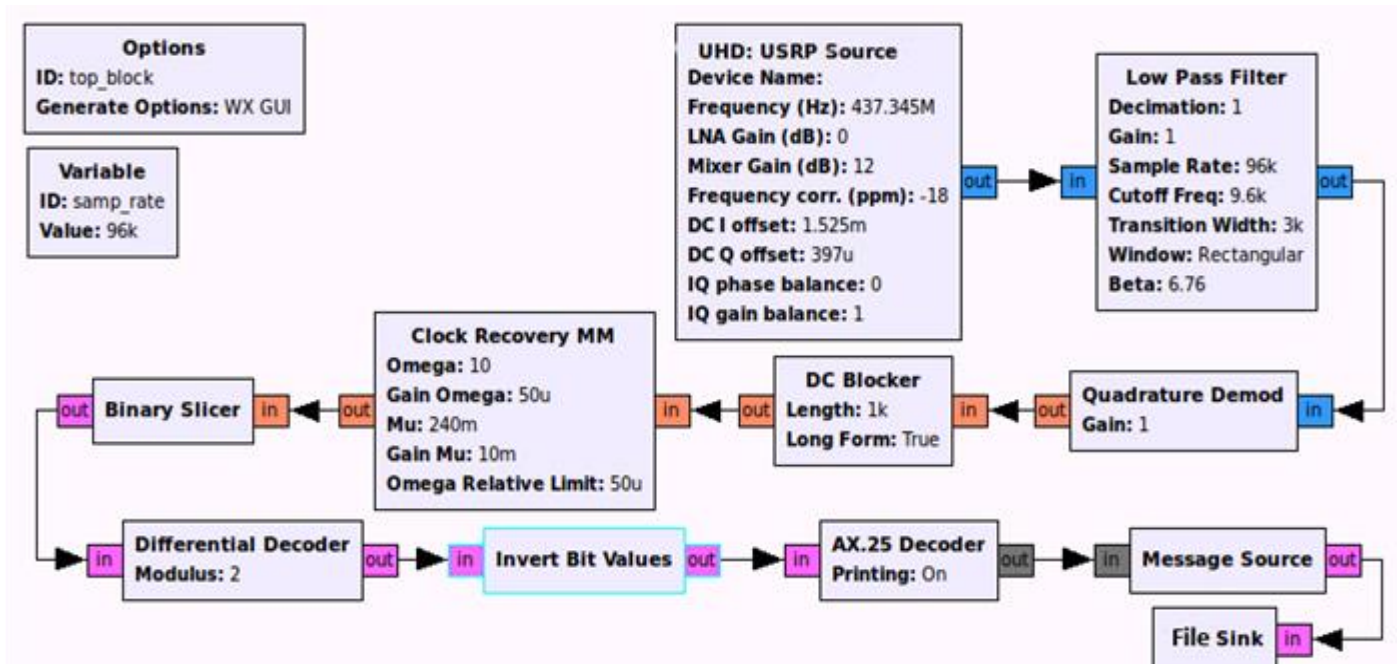 Options
ID: top_block
Generate Options: WX GUI
Variable
ID: samp_rate
Value: 96k
UHD: USRP Source
Device Name:
Frequency (Hz): 437.345M
LNA Gain (dB): 0
Mixer Gain (dB): 12
Frequency corr. (ppm): -18
DC I offset: 1.525m
DC Q offset: 397u
IQ phase balance: 0
IQ gain balance: 1
out
in
Low Pass Filter
Decimation: 1
Gain: 1
Sample Rate: 96k
Cutoff Freq: 9.6k
Transition Width: 3k
Window: Rectangular
Beta: 6.76
out
in
Quadrature Demod
Gain: 1
out
in
DC Blocker
Length: 1k
Long Form: True
out
in
Clock Recovery MM
Omega: 10
Gain Omega: 50u
Mu: 240m
Gain Mu: 10m
Omega Relative Limit: 50u
out
in
Binary Slicer
out
in
Differential Decoder
Modulus: 2
out
in
Invert Bit Values
out
in
AX.25 Decoder
Printing: On
out
in
Message Source
out
in
File Sink